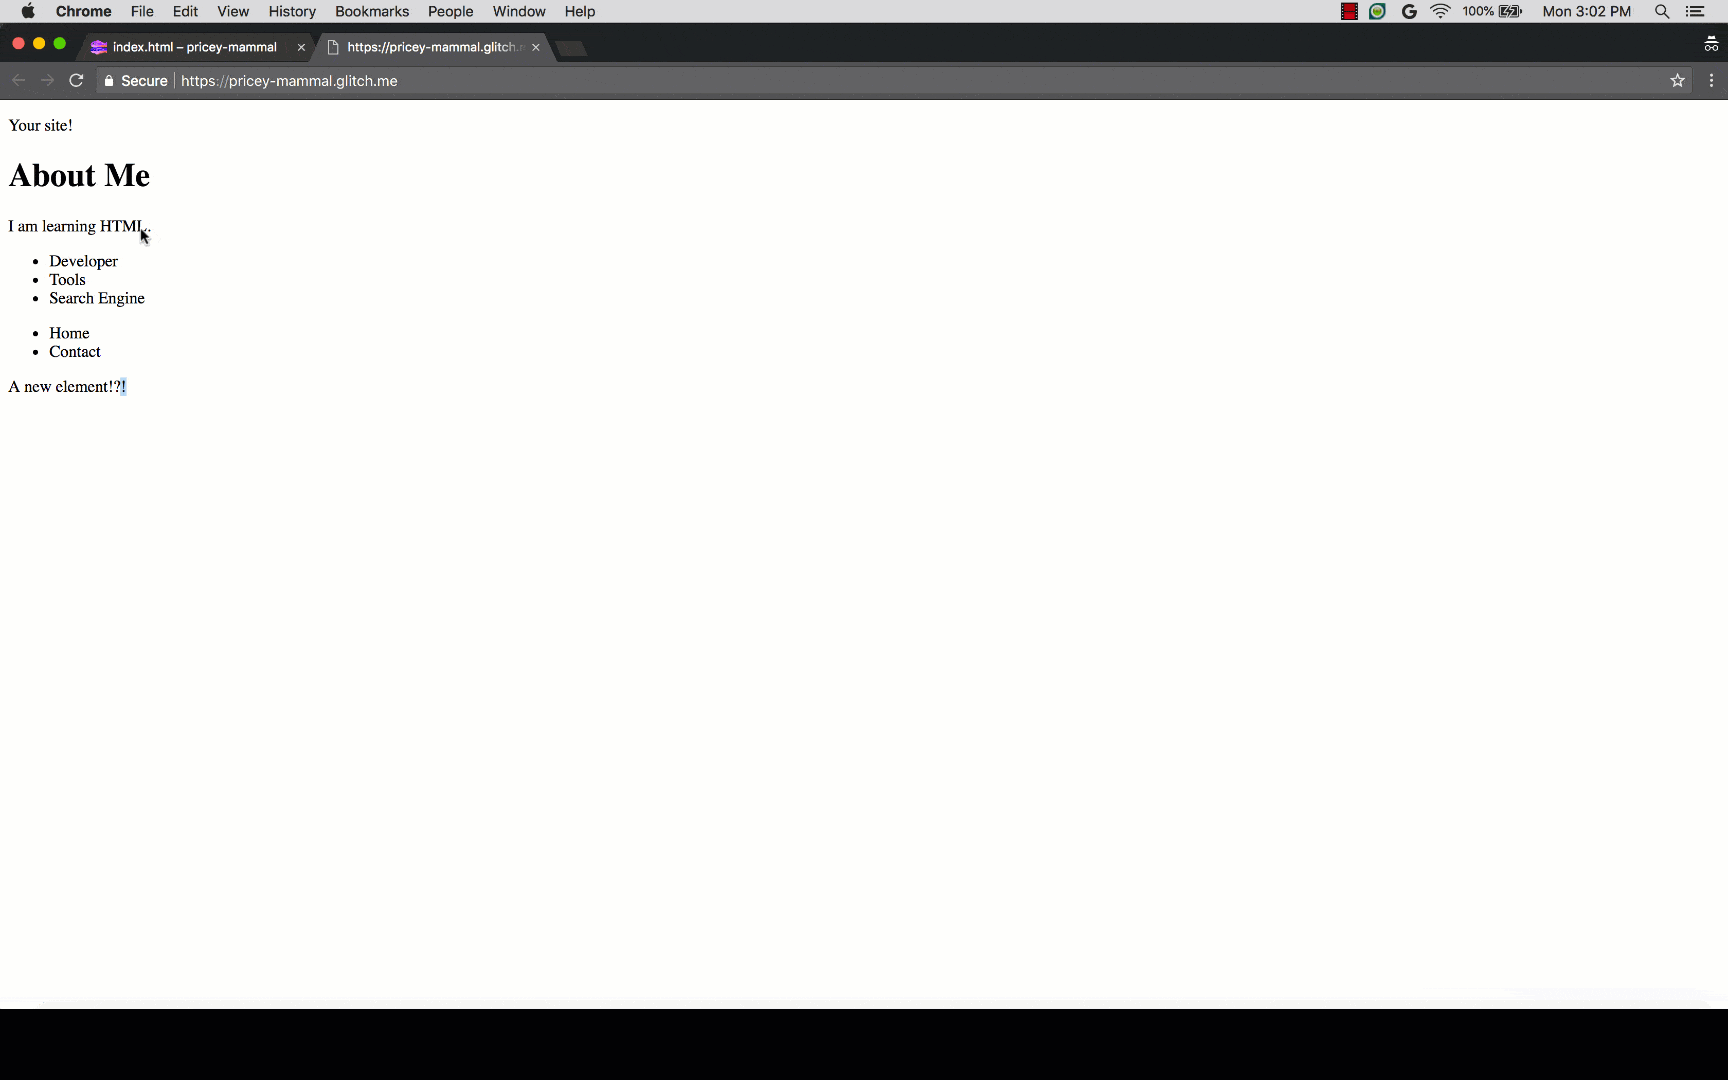 Chrome File Edit View History Bookmarks People Window Help 100% Mon 3:02 PM
index.html – pricey-mammal https://pricey-mammal.glitch.m
Secure https://pricey-mammal.glitch.me
Your site!
About Me
I am learning HTML.
Developer
Tools
Search Engine
Home
Contact
A new element!?!